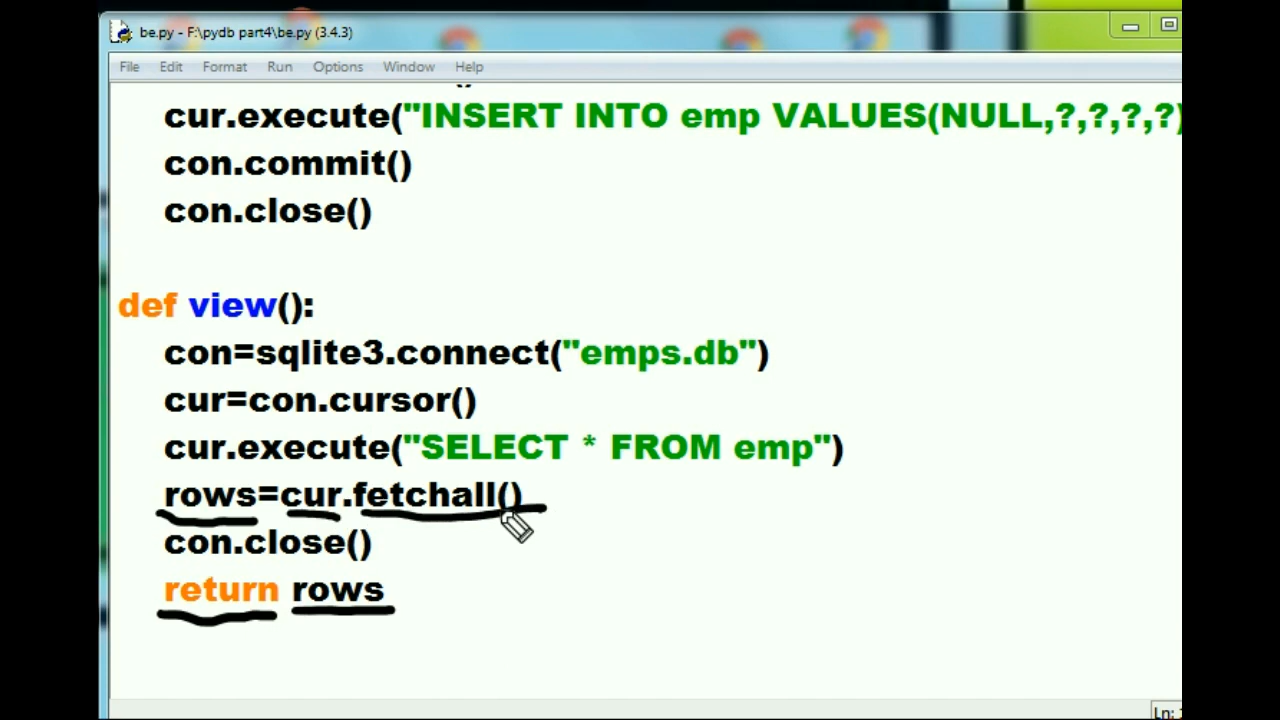 be.py - F:\pydb part4\be.py (3.4.3)
File Edit Format Run Options Window Help
cur.execute("INSERT INTO emp VALUES(NULL,?,?,?,?)
con.commit()
con.close()
def view():
con=sqlite3.connect("emps.db")
cur=con.cursor()
cur.execute("SELECT * FROM emp")
rows=cur.fetchall()
con.close()
return rows
Ln: